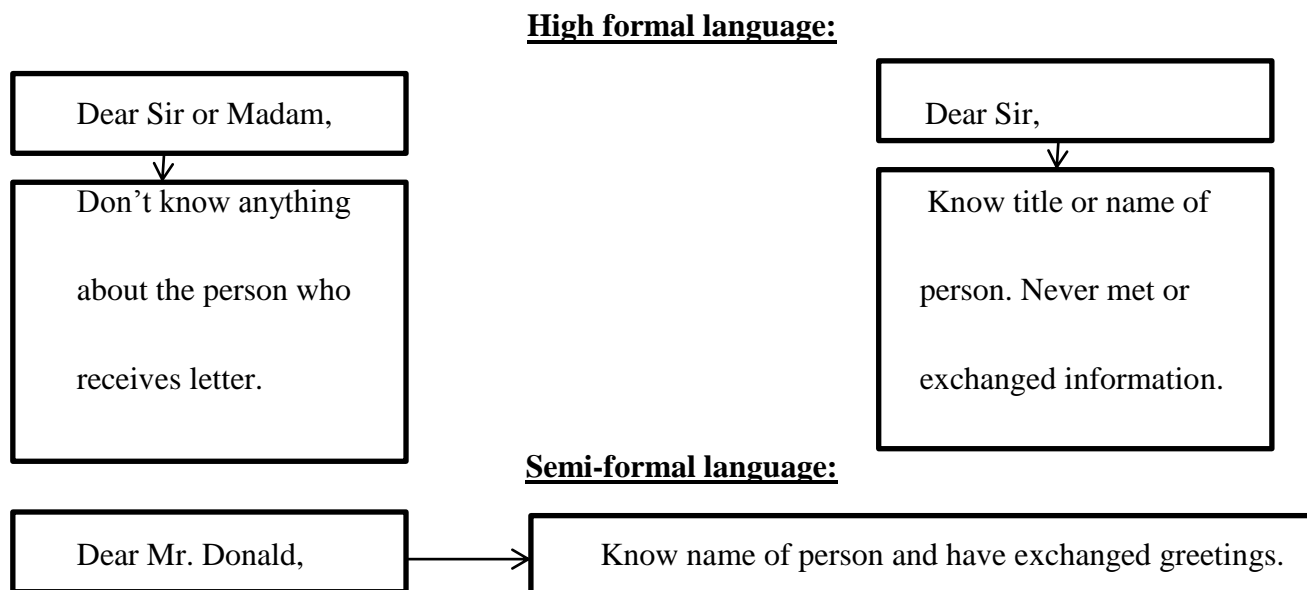 High formal language:
Dear Sir or Madam,
Dear Sir,
Don’t know anything
about the person who
receives letter.
Know title or name of
person. Never met or
exchanged information.
Semi-formal language:
Dear Mr. Donald,
Know name of person and have exchanged greetings.